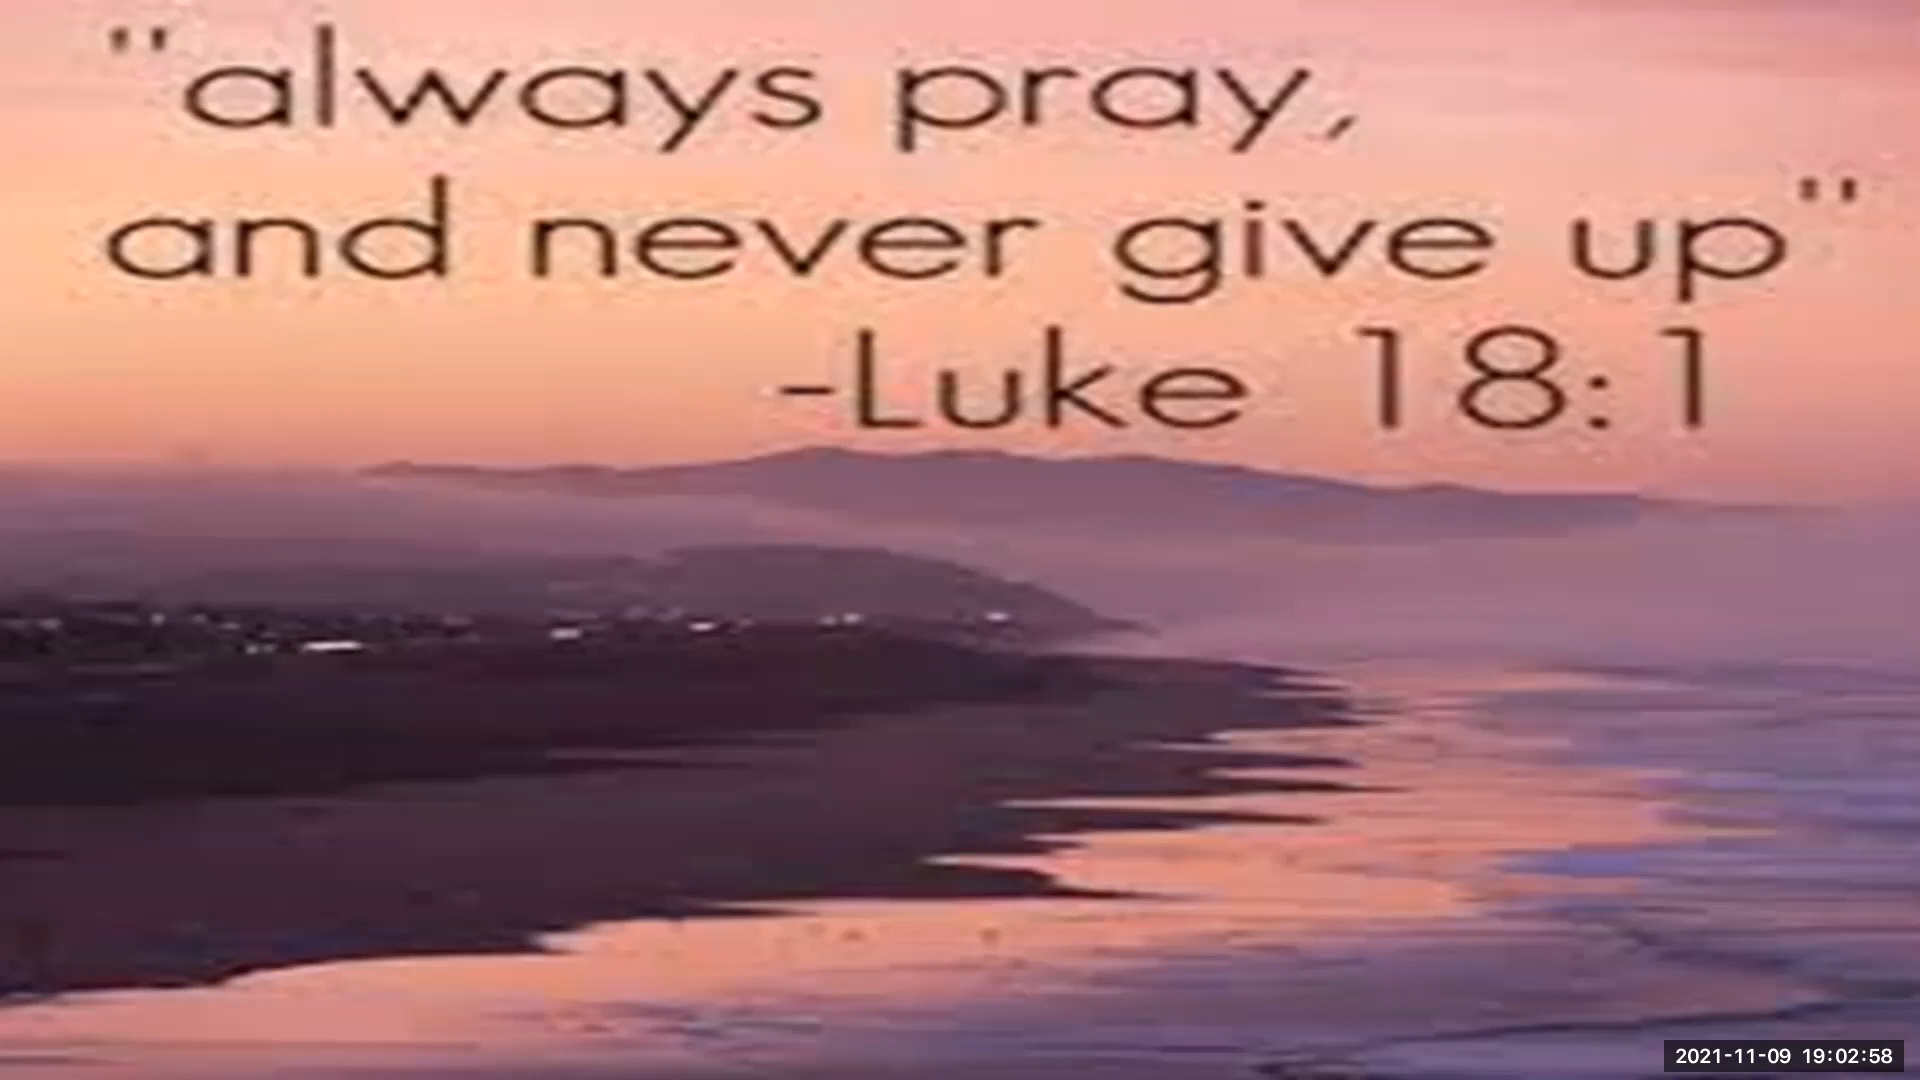 "always pray,
and never give up"
-Luke 18:1
2021-11-09 19:02:58